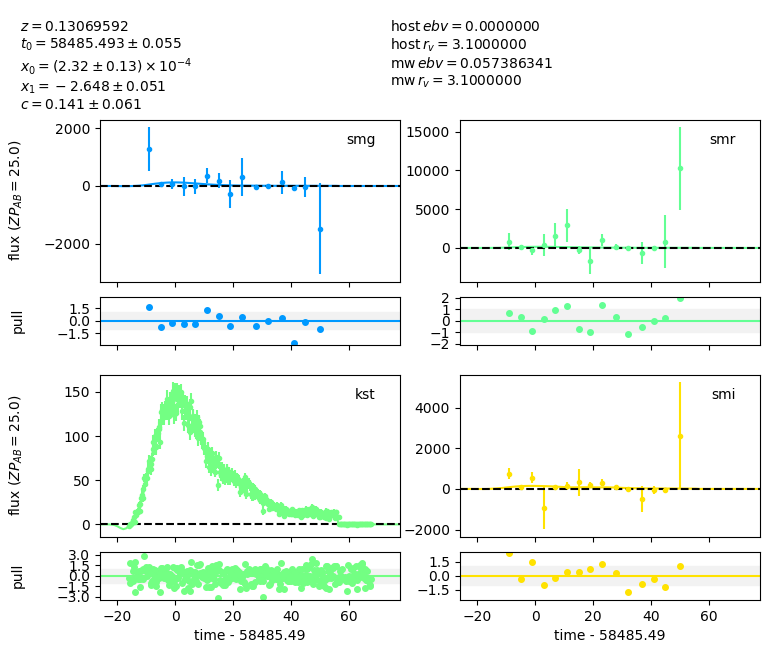 z = 0.13069592
t₀ = 58485.493 ± 0.055
x₀ = (2.32 ± 0.13) × 10⁻⁴
x₁ = −2.648 ± 0.051
c = 0.141 ± 0.061
host ebv = 0.0000000
host r_v = 3.1000000
mw ebv = 0.057386341
mw r_v = 3.1000000
flux (ZP_AB = 25.0)
2000
0
−2000
smg
15000
10000
5000
0
smr
pull
1.5
0.0
−1.5
2
1
0
−1
−2
flux (ZP_AB = 25.0)
150
100
50
0
kst
4000
2000
0
−2000
smi
pull
3.0
1.5
0.0
−1.5
−3.0
1.5
0.0
−1.5
−20 0 20 40 60
time - 58485.49
−20 0 20 40 60
time - 58485.49